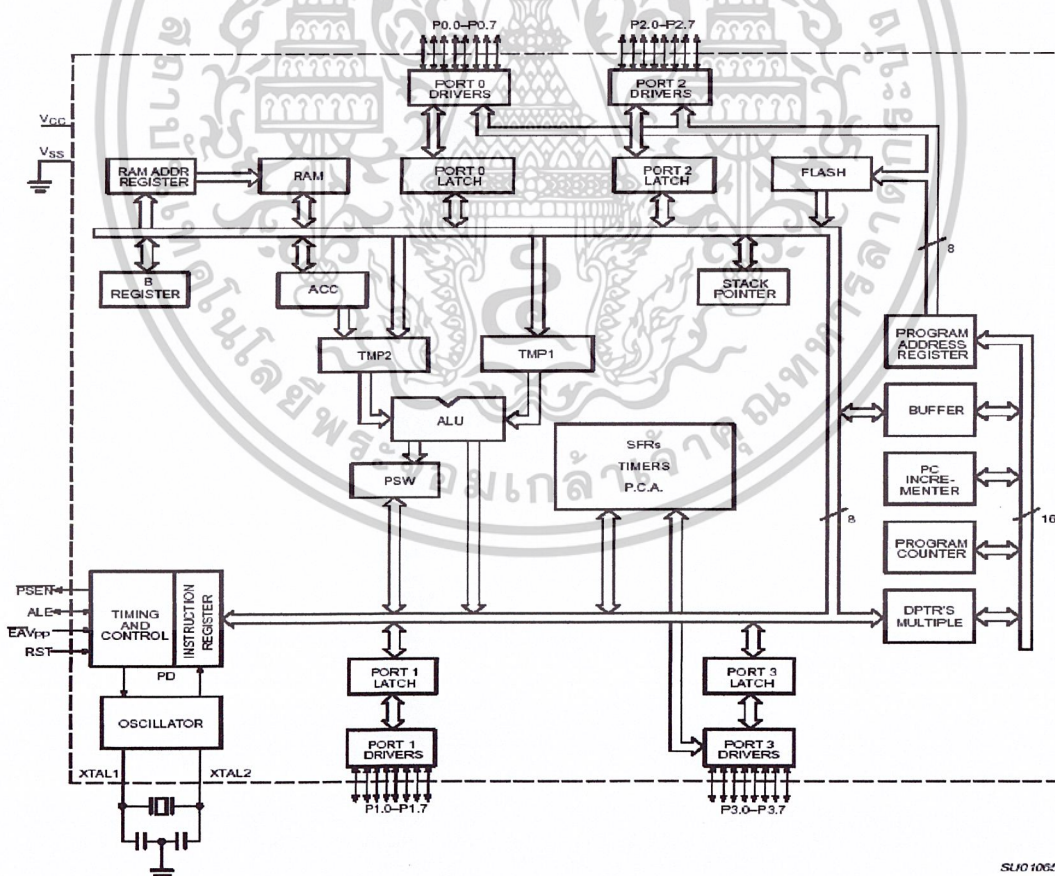 P0.0–P0.7
P2.0–P2.7
PORT 0
DRIVERS
PORT 2
DRIVERS
VCC
VSS
RAM ADDR
REGISTER
RAM
PORT 0
LATCH
PORT 2
LATCH
FLASH
8
B
REGISTER
ACC
STACK
POINTER
PROGRAM
ADDRESS
REGISTER
TMP2
TMP1
BUFFER
ALU
SFRs
TIMERS
P.C.A.
PSW
PC
INCRE-
MENTER
8
16
PROGRAM
COUNTER
PSEN
ALE
EAVPP
RST
TIMING
AND
CONTROL
INSTRUCTION
REGISTER
DPTR'S
MULTIPLE
PD
PORT 1
LATCH
PORT 3
LATCH
OSCILLATOR
PORT 1
DRIVERS
PORT 3
DRIVERS
XTAL1
XTAL2
P1.0–P1.7
P3.0–P3.7
SU01065